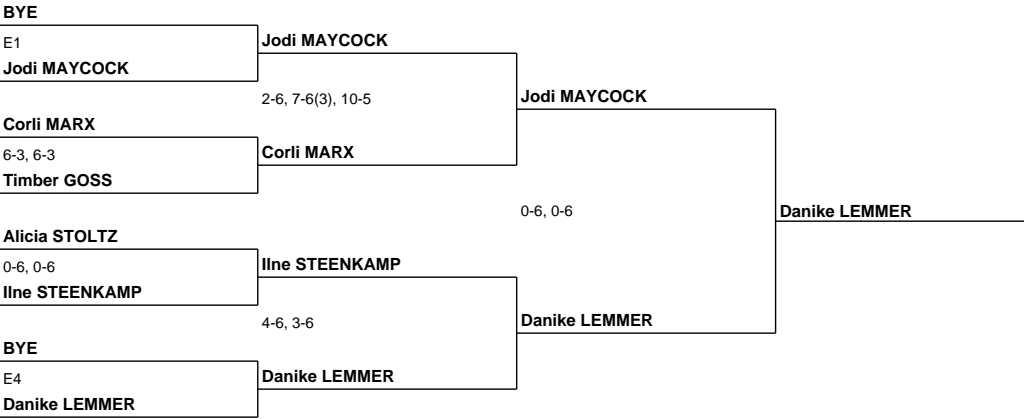 BYE
E1
Jodi MAYCOCK
Corli MARX
6-3, 6-3
Timber GOSS
Alicia STOLTZ
0-6, 0-6
Ilne STEENKAMP
BYE
E4
Danike LEMMER
Jodi MAYCOCK
2-6, 7-6(3), 10-5
Corli MARX
Ilne STEENKAMP
4-6, 3-6
Danike LEMMER
Jodi MAYCOCK
0-6, 0-6
Danike LEMMER
Danike LEMMER